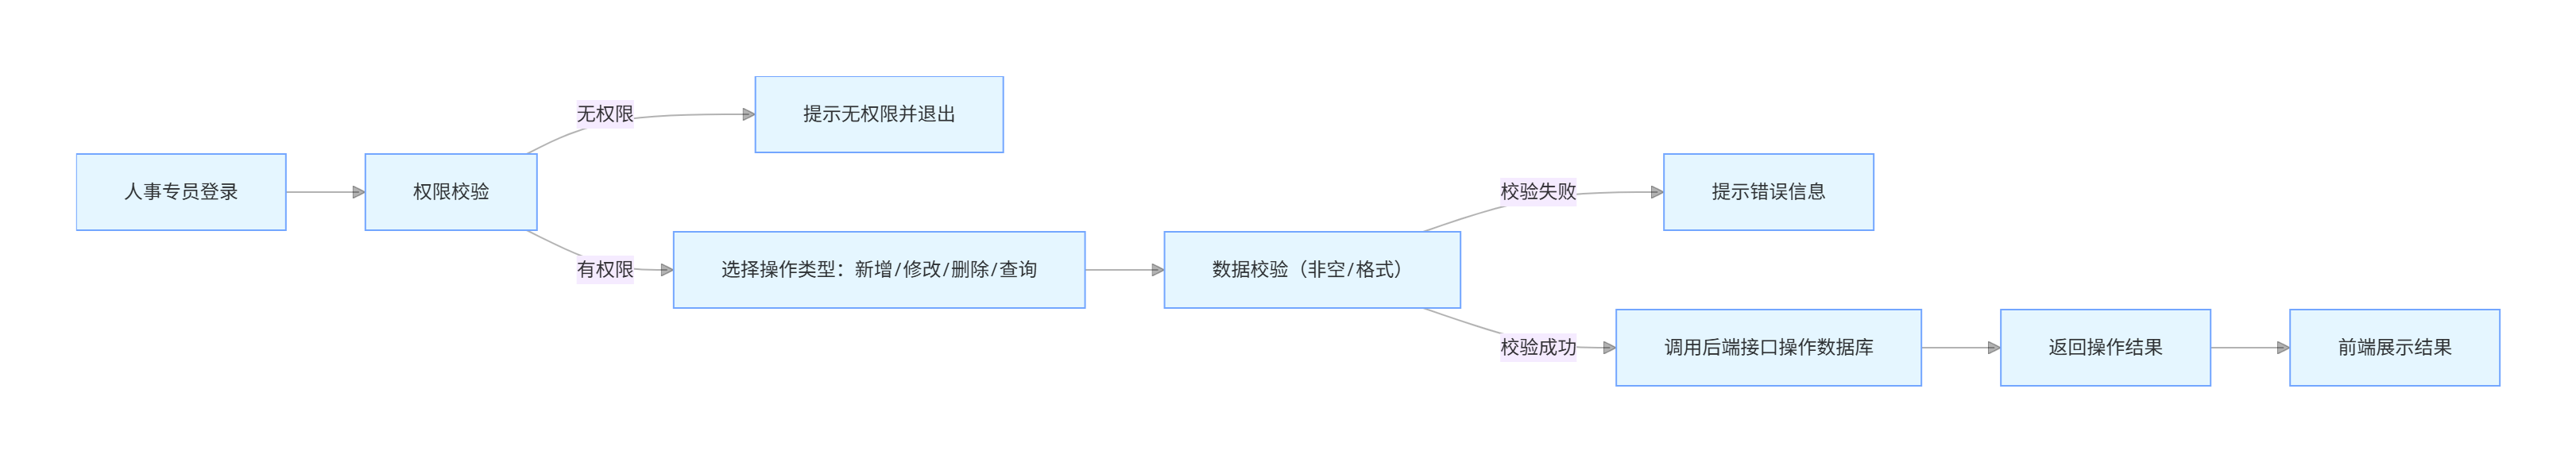 人事专员登录
权限校验
无权限
提示无权限并退出
有权限
选择操作类型：新增/修改/删除/查询
数据校验（非空/格式）
校验失败
提示错误信息
校验成功
调用后端接口操作数据库
返回操作结果
前端展示结果